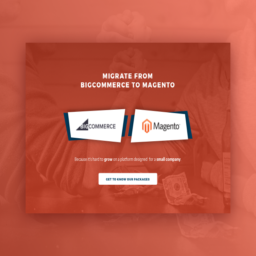 MIGRATE FROM
BIGCOMMERCE TO MAGENTO
BIGCOMMERCE
Magento
Because it's hard to grow on a platform designed for a small company.
GET TO KNOW OUR PACKAGES